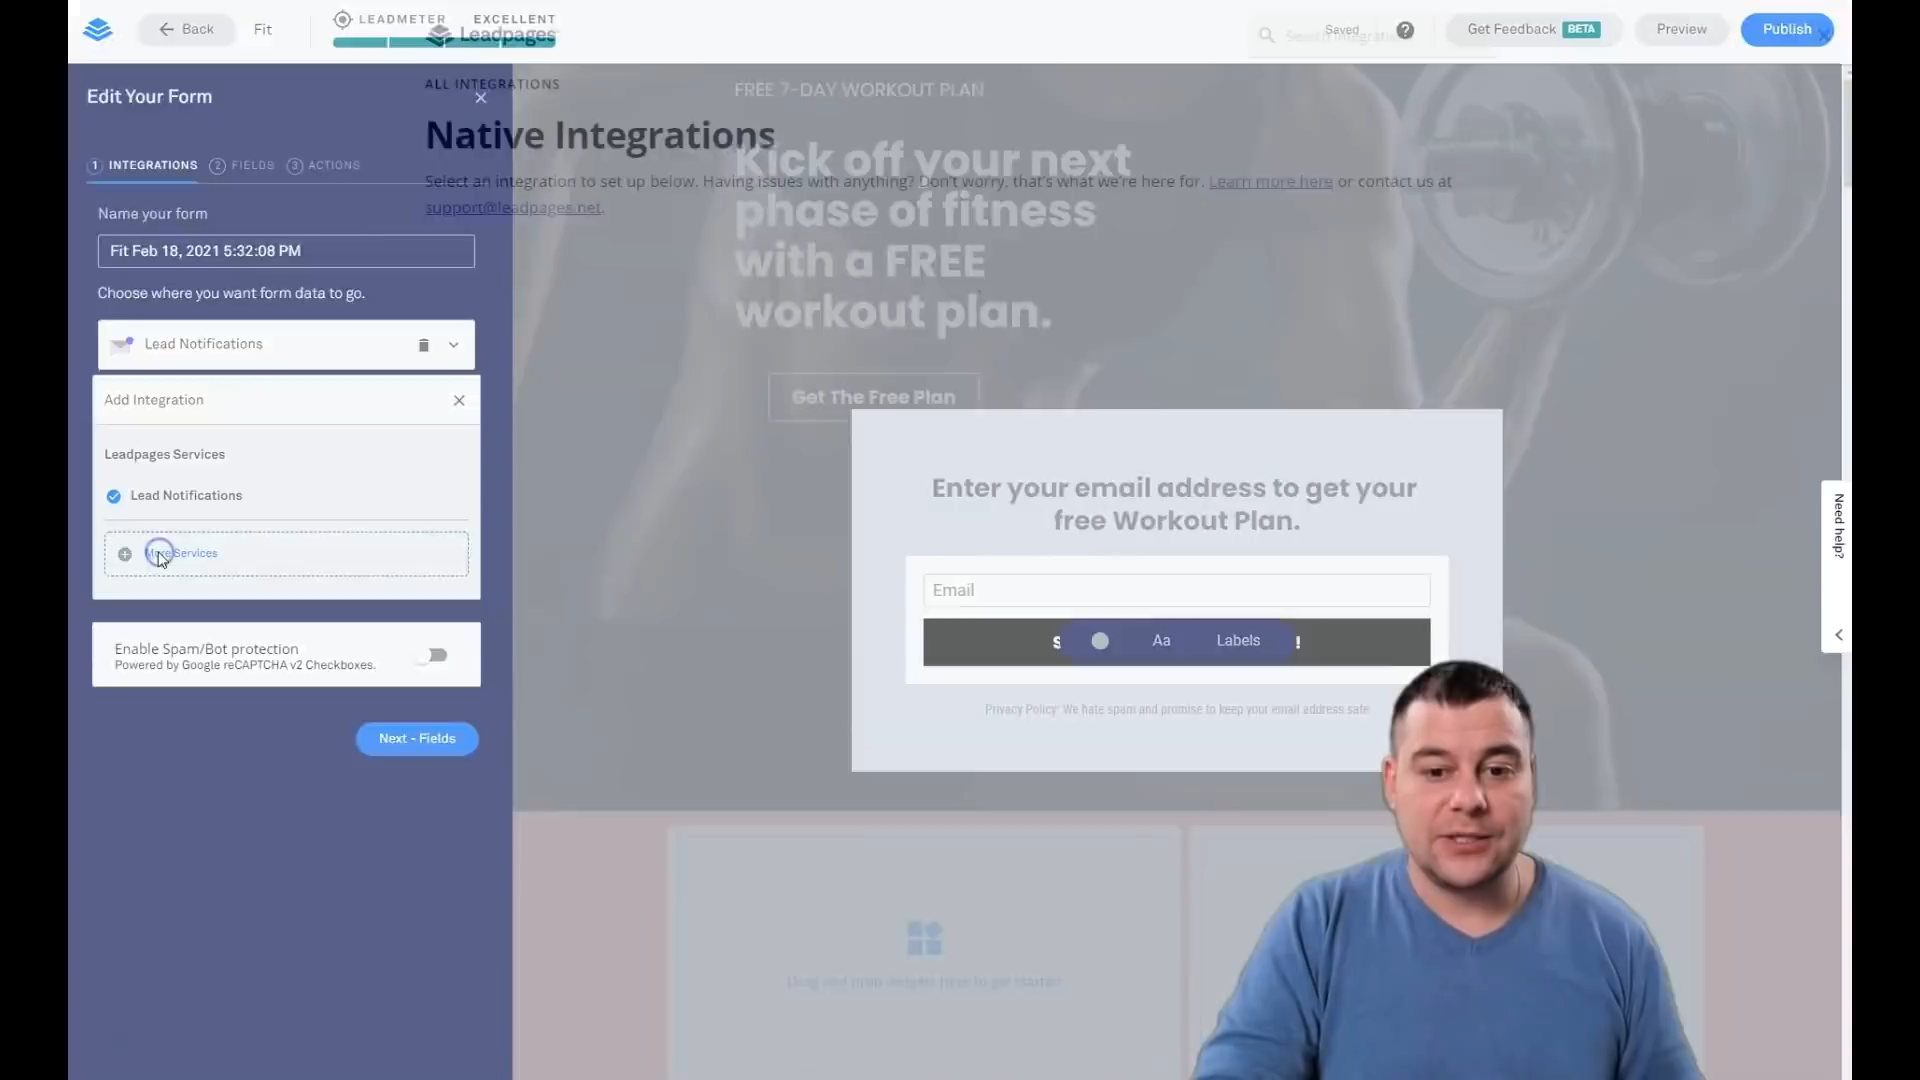 Back
Fit
LEADMETER EXCELLENT
Leadpages
Saved
Get Feedback BETA
Preview
Publish
Edit Your Form
1 INTEGRATIONS 2 FIELDS 3 ACTIONS
Name your form
Fit Feb 18, 2021 5:32:08 PM
Choose where you want form data to go.
Lead Notifications
Add Integration
Leadpages Services
Lead Notifications
More Services
Enable Spam/Bot protection
Powered by Google reCAPTCHA v2 Checkboxes.
Next - Fields
ALL INTEGRATIONS
Native Integrations
Select an integration to set up below. Having issues with anything? Don't worry, that's what we're here for. Learn more here or contact us at
support@leadpages.net.
FREE 7-DAY WORKOUT PLAN
Kick off your next
phase of fitness
with a FREE
workout plan.
Get The Free Plan
Enter your email address to get your
free Workout Plan.
Email
Aa Labels
Privacy Policy: We hate spam and promise to keep your email address safe
Drag and drop widgets here to get started
Need help?